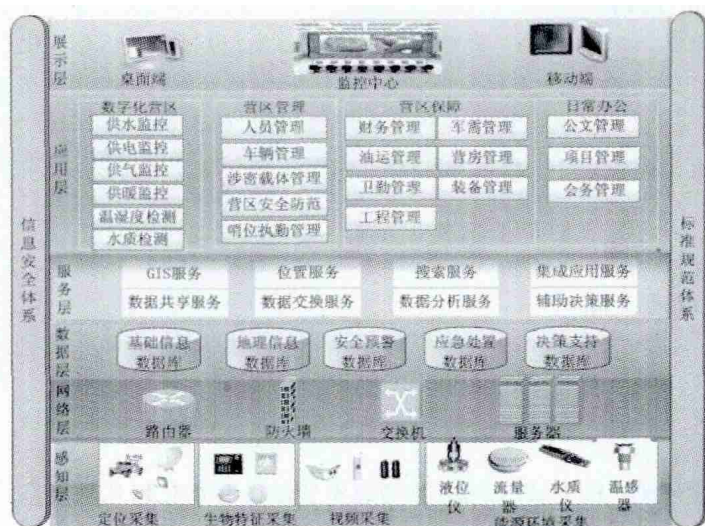 信息安全体系
展示层
桌面端 监控中心 移动端
应用层
数字化营区 营区管理 营区保障 日常办公
供水监控 人员管理 财务管理 军需管理 公文管理
供电监控 车辆管理 油运管理 营房管理 项目管理
供气监控 涉密载体管理 卫勤管理 装备管理 会务管理
供暖监控 营区安全防范 工程管理
温湿度检测 哨位执勤管理
水质检测
服务层
GIS服务 位置服务 搜索服务 集成应用服务
数据共享服务 数据交换服务 数据分析服务 辅助决策服务
数据层
基础信息 地理信息 安全预警 应急处置 决策支持
数据库 数据库 数据库 数据库 数据库
网络层
路由器 防火墙 交换机 服务器
感知层
液位仪 流量器 水质仪 温感器
定位采集 生物特征采集 视频采集 能源环境采集
标准规范体系